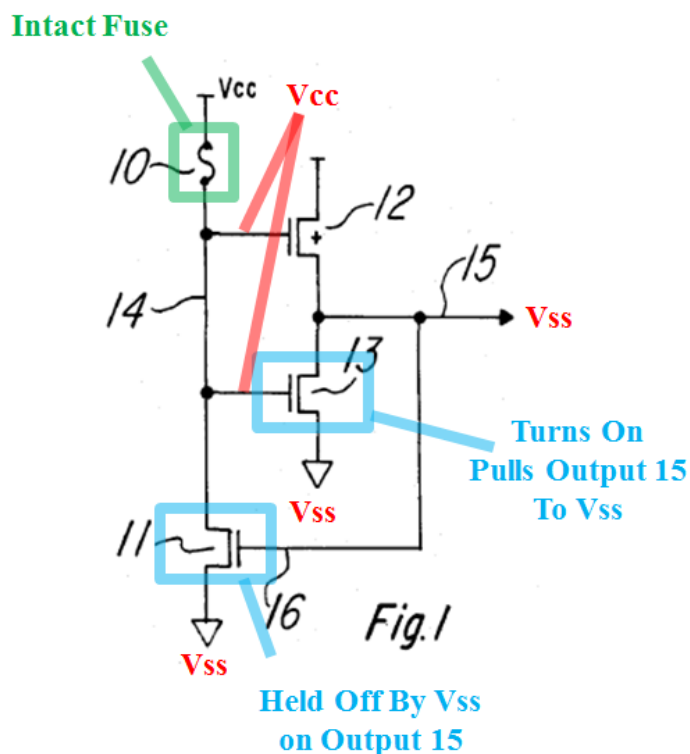 Intact Fuse
Vcc
Vcc
10
12
15
14
Vss
13
Turns On
Pulls Output 15
To Vss
Vss
11
16
Fig.1
Vss
Held Off By Vss
on Output 15